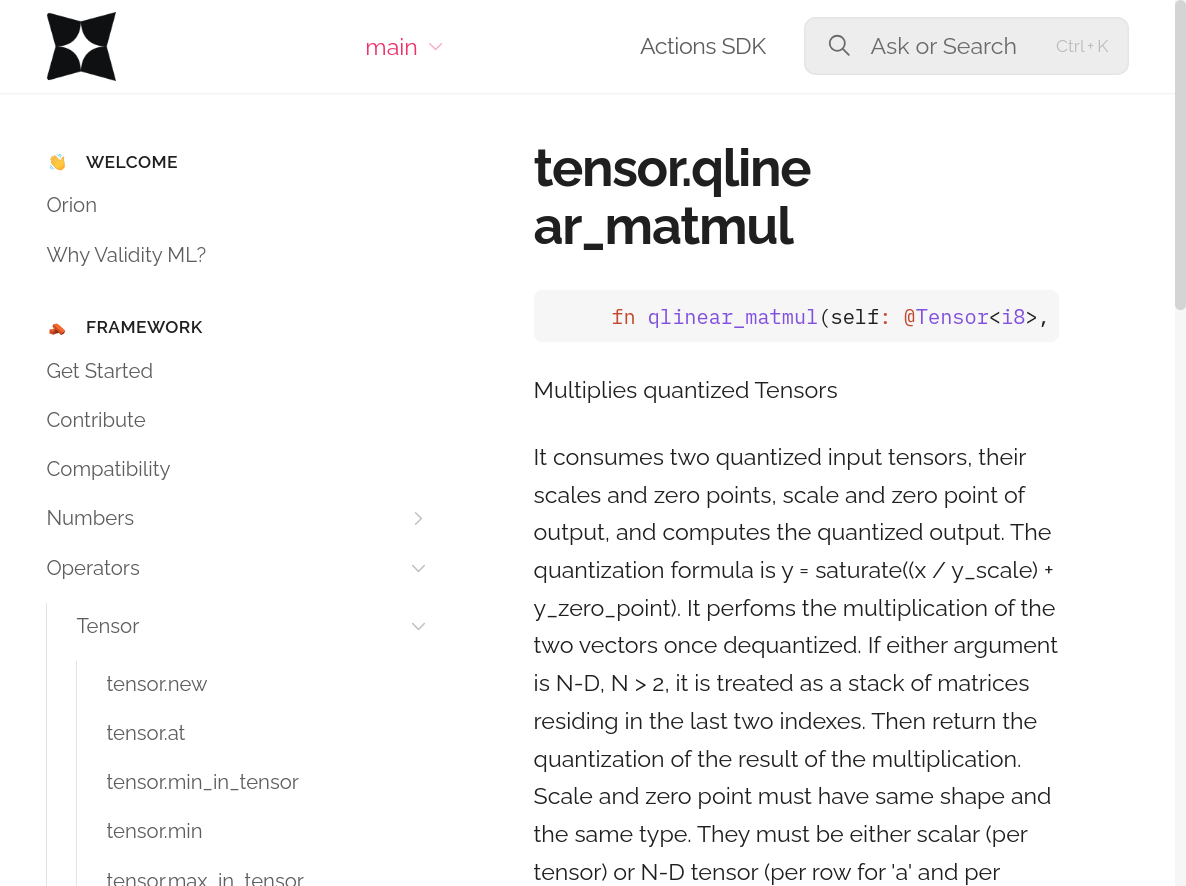 main
Actions SDK
Ask or Search
Ctrl + K
WELCOME
Orion
Why Validity ML?
FRAMEWORK
Get Started
Contribute
Compatibility
Numbers
Operators
Tensor
tensor.new
tensor.at
tensor.min_in_tensor
tensor.min
tensor.max_in_tensor
tensor.qline
ar_matmul
fn qlinear_matmul(self: @Tensor<i8>,
Multiplies quantized Tensors
It consumes two quantized input tensors, their
scales and zero points, scale and zero point of
output, and computes the quantized output. The
quantization formula is y = saturate((x / y_scale) +
y_zero_point). It perfoms the multiplication of the
two vectors once dequantized. If either argument
is N-D, N > 2, it is treated as a stack of matrices
residing in the last two indexes. Then return the
quantization of the result of the multiplication.
Scale and zero point must have same shape and
the same type. They must be either scalar (per
tensor) or N-D tensor (per row for 'a' and per